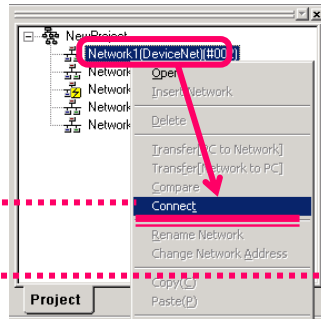 NewProject
Network1(DeviceNet)(#00
Network
Network
Network
Network
Open
Insert Network
Delete
Transfer[PC to Network]
Transfer[Network to PC]
Compare
Connect
Rename Network
Change Network Address
Copy(C)
Paste(P)
Project